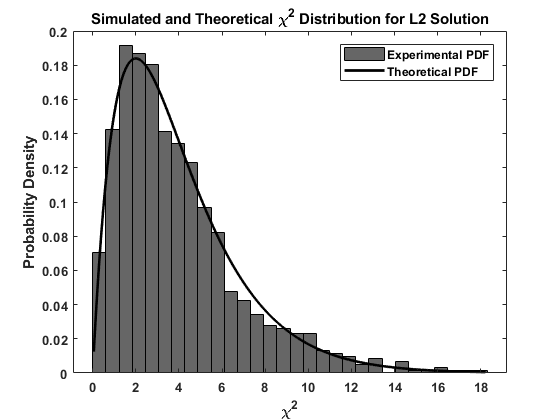 Simulated and Theoretical χ² Distribution for L2 Solution
0.2
0.18
0.16
0.14
0.12
0.1
0.08
0.06
0.04
0.02
0
Probability Density
Experimental PDF
Theoretical PDF
0 2 4 6 8 10 12 14 16 18
χ²